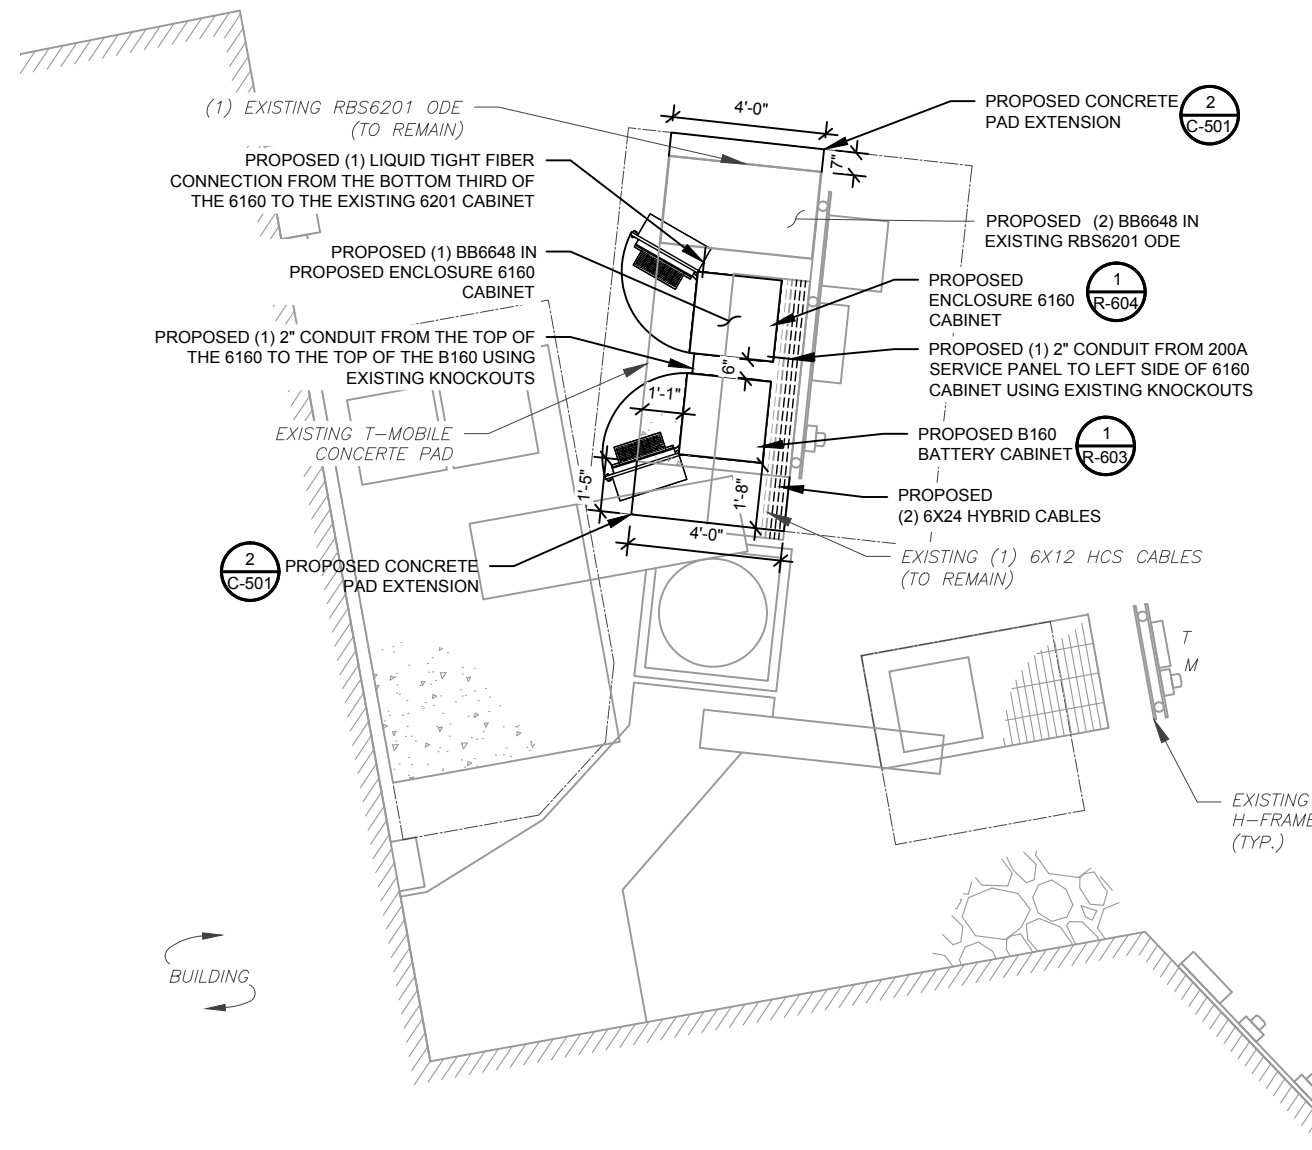 (1) EXISTING RBS6201 ODE
(TO REMAIN)
PROPOSED (1) LIQUID TIGHT FIBER
CONNECTION FROM THE BOTTOM THIRD OF
THE 6160 TO THE EXISTING 6201 CABINET
PROPOSED (1) BB6648 IN
PROPOSED ENCLOSURE 6160
CABINET
PROPOSED (1) 2" CONDUIT FROM THE TOP OF
THE 6160 TO THE TOP OF THE B160 USING
EXISTING KNOCKOUTS
EXISTING T-MOBILE
CONCERTE PAD
2
C-501
PROPOSED CONCRETE
PAD EXTENSION
4'-0"
7"
6"
1'-1"
1'-5"
1'-8"
4'-0"
PROPOSED CONCRETE
PAD EXTENSION
2
C-501
PROPOSED (2) BB6648 IN
EXISTING RBS6201 ODE
PROPOSED
ENCLOSURE 6160
CABINET
1
R-604
PROPOSED (1) 2" CONDUIT FROM 200A
SERVICE PANEL TO LEFT SIDE OF 6160
CABINET USING EXISTING KNOCKOUTS
PROPOSED B160
BATTERY CABINET
1
R-603
PROPOSED
(2) 6X24 HYBRID CABLES
EXISTING (1) 6X12 HCS CABLES
(TO REMAIN)
T
M
EXISTING
H-FRAME
(TYP.)
BUILDING